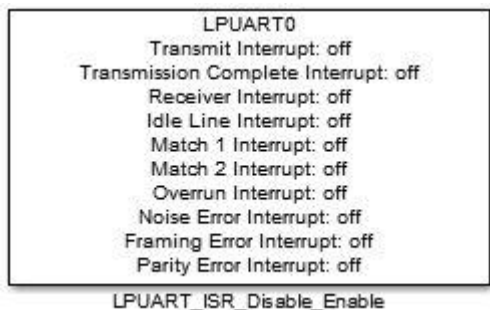 LPUART0
Transmit Interrupt: off
Transmission Complete Interrupt: off
Receiver Interrupt: off
Idle Line Interrupt: off
Match 1 Interrupt: off
Match 2 Interrupt: off
Overrun Interrupt: off
Noise Error Interrupt: off
Framing Error Interrupt: off
Parity Error Interrupt: off
LPUART_ISR_Disable_Enable